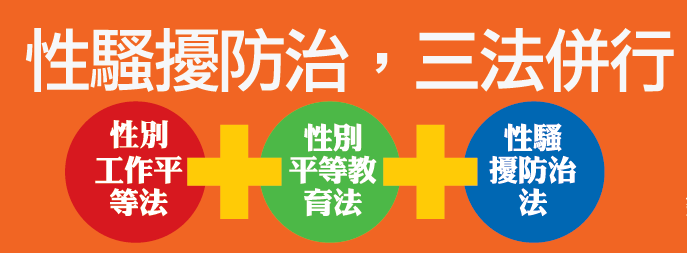 性騷擾防治，三法併行
性別
工作平
等法
性別
平等教
育法
性騷
擾防治
法